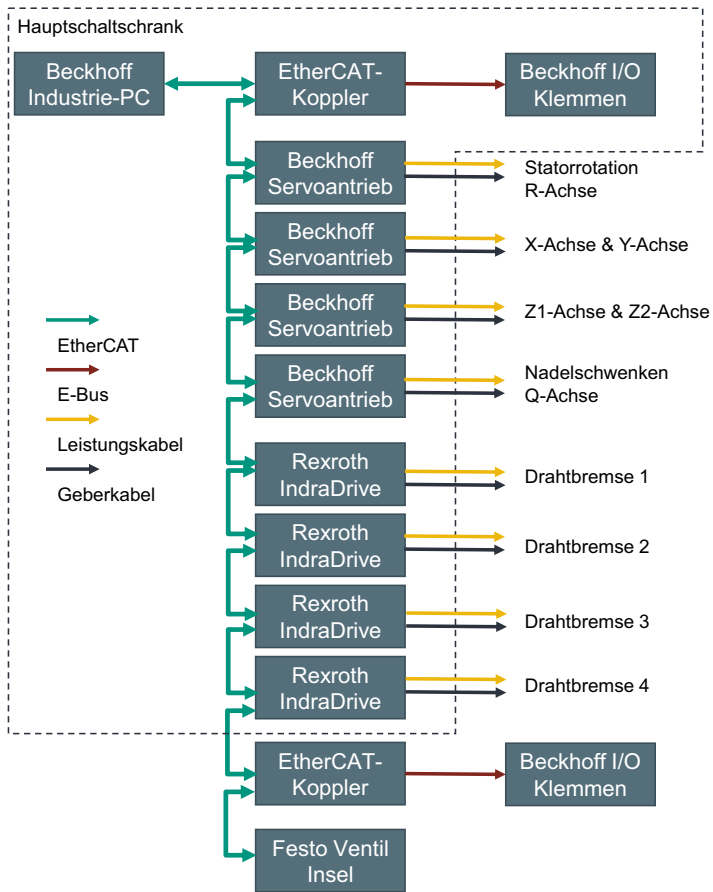 Hauptschaltschrank
Beckhoff
Industrie-PC
EtherCAT-
Koppler
Beckhoff I/O
Klemmen
Beckhoff
Servoantrieb
Statorrotation
R-Achse
Beckhoff
Servoantrieb
X-Achse & Y-Achse
Beckhoff
Servoantrieb
Z1-Achse & Z2-Achse
Beckhoff
Servoantrieb
Nadelschwenken
Q-Achse
EtherCAT
E-Bus
Leistungskabel
Geberkabel
Rexroth
IndraDrive
Drahtbremse 1
Rexroth
IndraDrive
Drahtbremse 2
Rexroth
IndraDrive
Drahtbremse 3
Rexroth
IndraDrive
Drahtbremse 4
EtherCAT-
Koppler
Beckhoff I/O
Klemmen
Festo Ventil
Insel